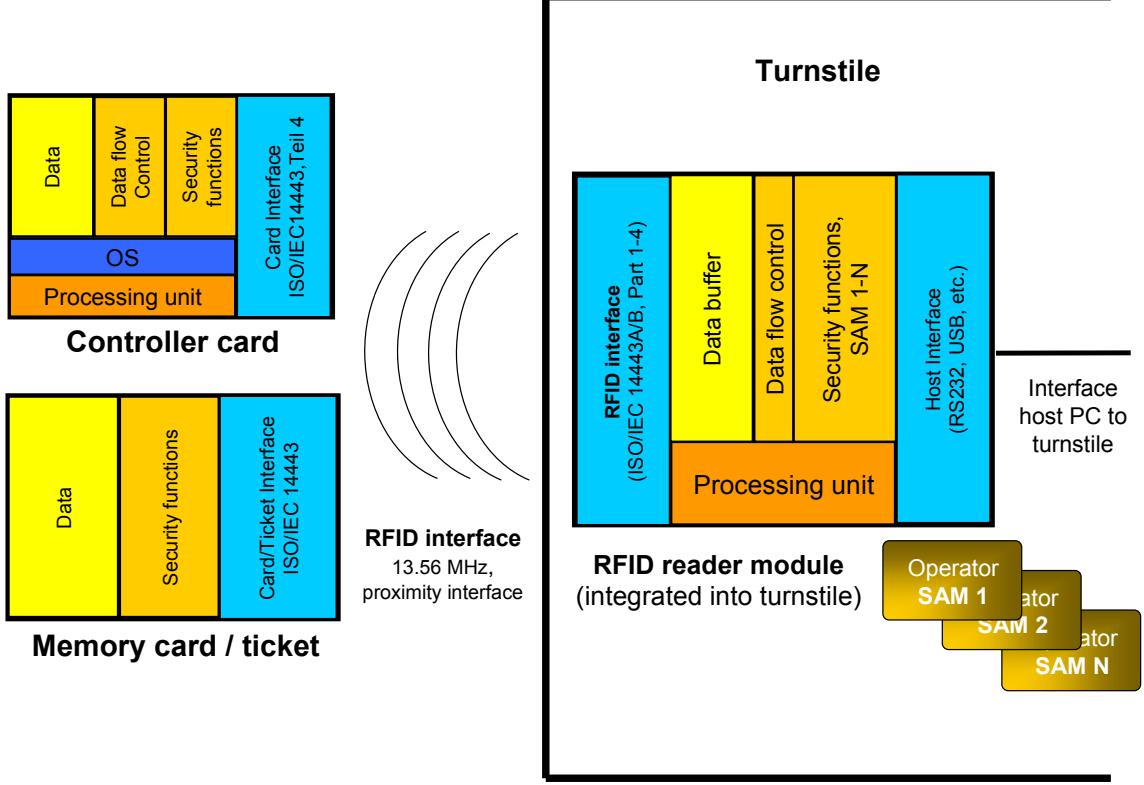 Turnstile
Data
Data flow
Control
Security
functions
Card Interface
ISO/IEC14443,Teil 4
OS
Processing unit
Controller card
Data
Security functions
Card/Ticket Interface
ISO/IEC 14443
Memory card / ticket
RFID interface
13.56 MHz,
proximity interface
RFID interface
(ISO/IEC 14443A/B, Part 1-4)
Data buffer
Data flow control
Security functions,
SAM 1-N
Host Interface
(RS232, USB, etc.)
Processing unit
RFID reader module
(integrated into turnstile)
Interface
host PC to
turnstile
Operator
SAM 1
ator
SAM 2
ator
SAM N